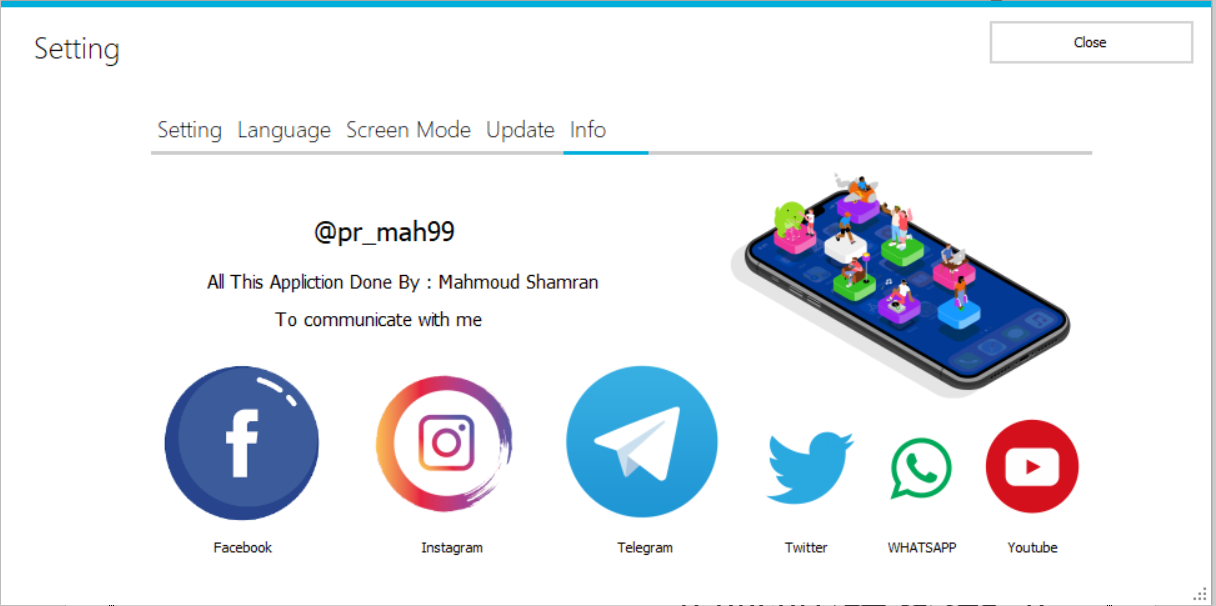 Setting
Close
Setting Language Screen Mode Update Info
@pr_mah99
All This Appliction Done By : Mahmoud Shamran
To communicate with me
Facebook
Instagram
Telegram
Twitter
WHATSAPP
Youtube